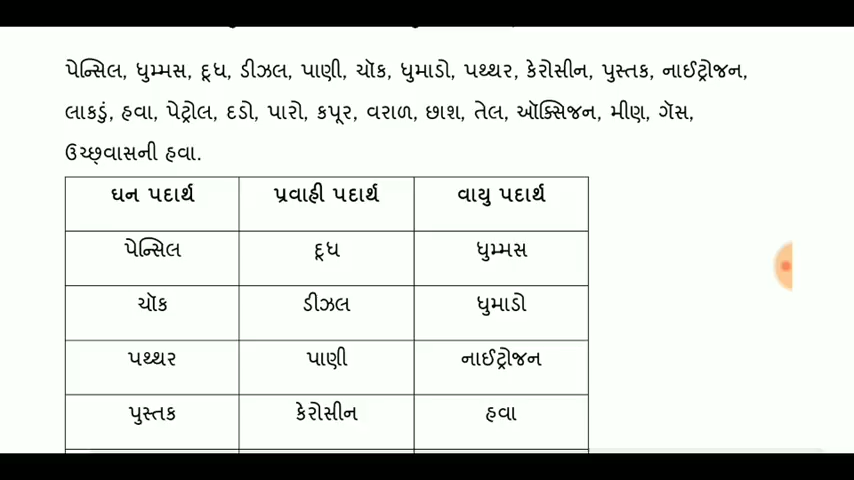 પેન્સિલ, ધુમ્મસ, દૂધ, ડીઝલ, પાણી, ચૉક, ધુમાડો, પથ્થર, કેરોસીન, પુસ્તક, નાઈટ્રોજન,
લાકડું, હવા, પેટ્રોલ, દડો, પારો, કપૂર, વરાળ, છાશ, તેલ, ઑક્સિજન, મીણ, ગૅસ,
ઉચ્છ્વાસની હવા.
ઘન પદાર્થ પ્રવાહી પદાર્થ વાયુ પદાર્થ
પેન્સિલ દૂધ ધુમ્મસ
ચૉક ડીઝલ ધુમાડો
પથ્થર પાણી નાઈટ્રોજન
પુસ્તક કેરોસીન હવા